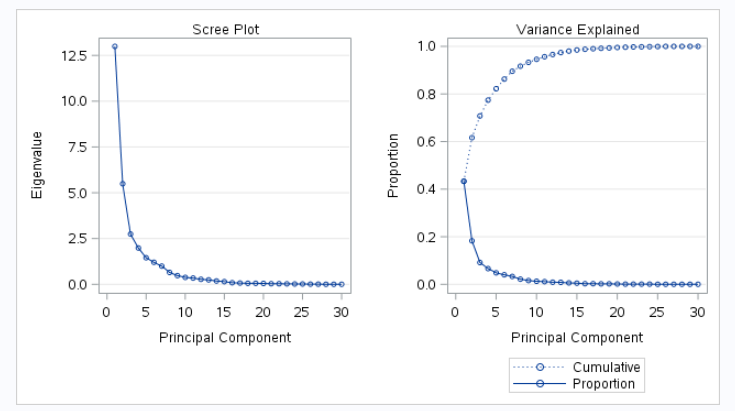 Scree Plot
Eigenvalue
12.5
10.0
7.5
5.0
2.5
0.0
0 5 10 15 20 25 30
Principal Component
Variance Explained
Proportion
1.0
0.8
0.6
0.4
0.2
0.0
0 5 10 15 20 25 30
Principal Component
Cumulative
Proportion